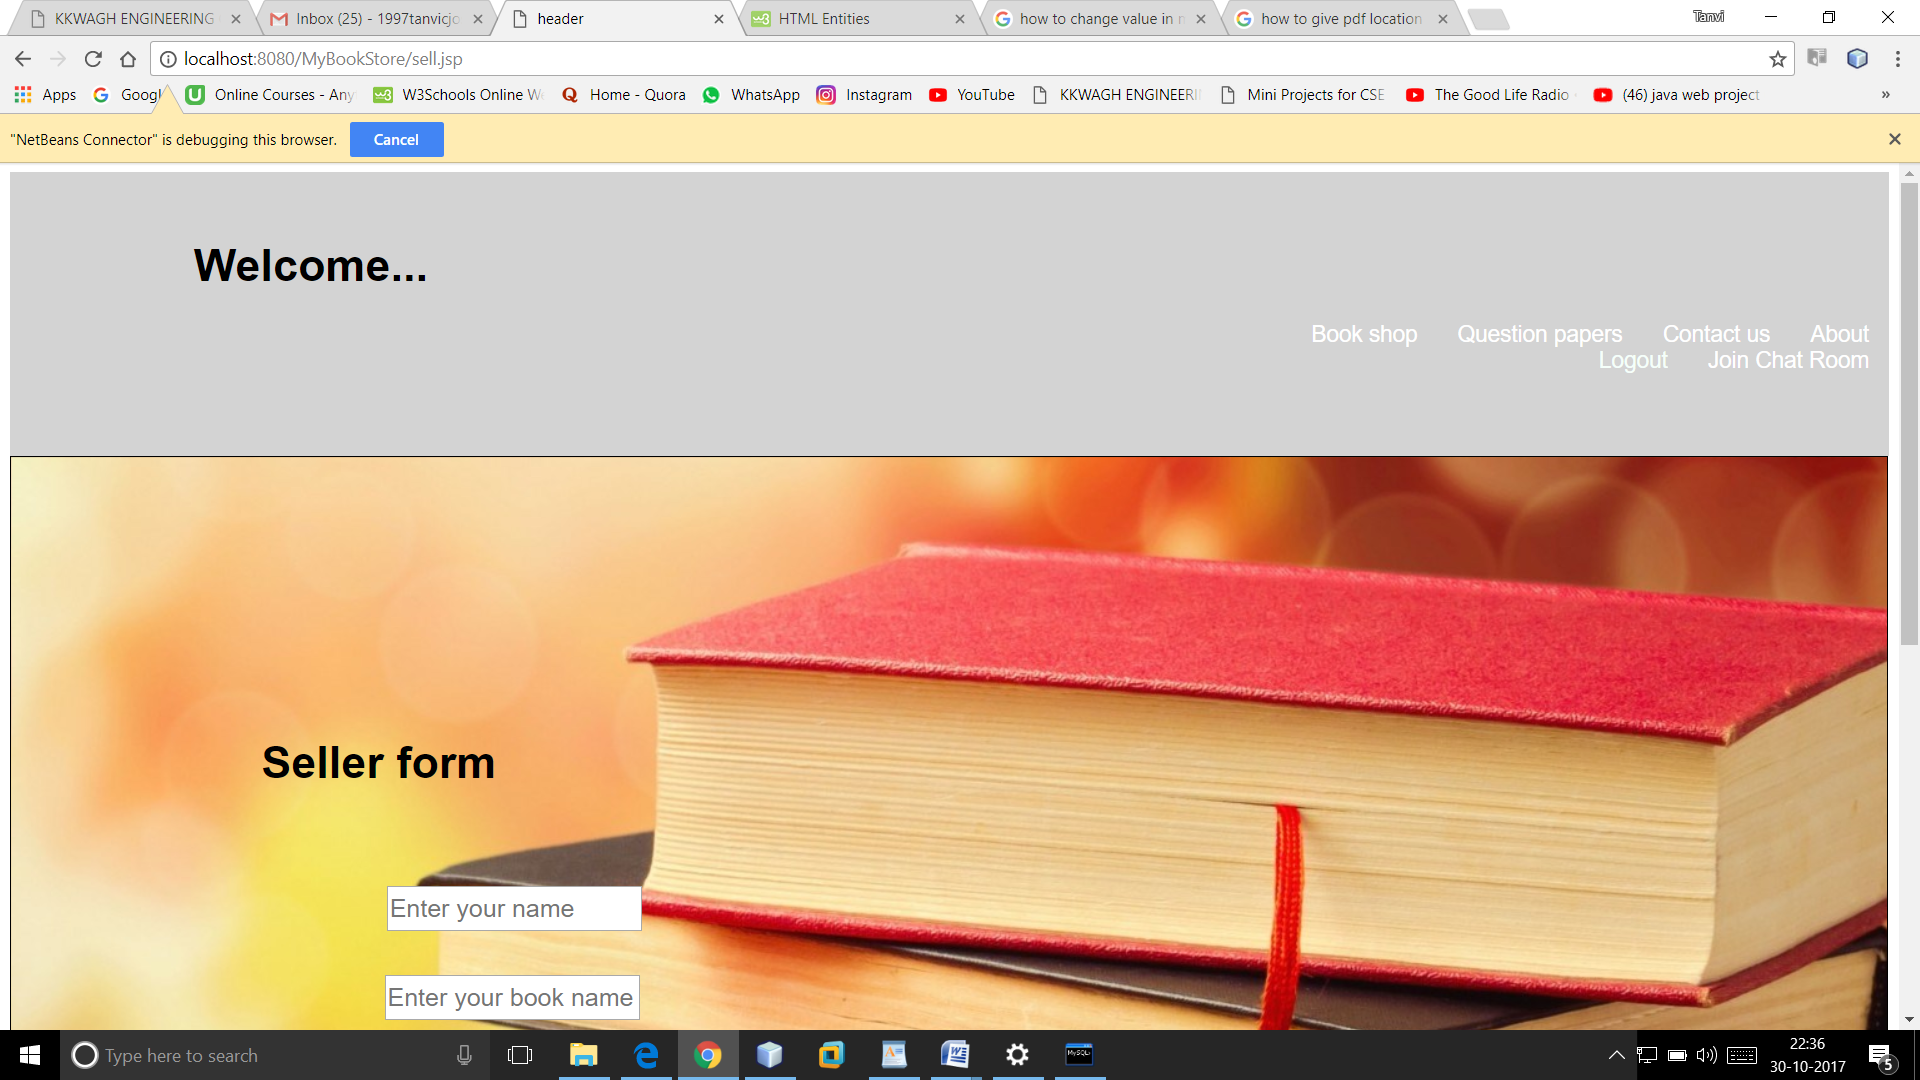 KKWAGH ENGINEERING
Inbox (25) - 1997tanvicjo
header
HTML Entities
how to change value in
how to give pdf location
Tanvi
localhost:8080/MyBookStore/sell.jsp
Apps
Googl
Online Courses - Any
W3Schools Online W
Home - Quora
WhatsApp
Instagram
YouTube
KKWAGH ENGINEERI
Mini Projects for CSE
The Good Life Radio
(46) java web project
»
"NetBeans Connector" is debugging this browser.
Cancel
Welcome...
Book shop Question papers Contact us About
Logout Join Chat Room
Seller form
Enter your name
Enter your book name
Type here to search
MySQL
22:36
30-10-2017
5